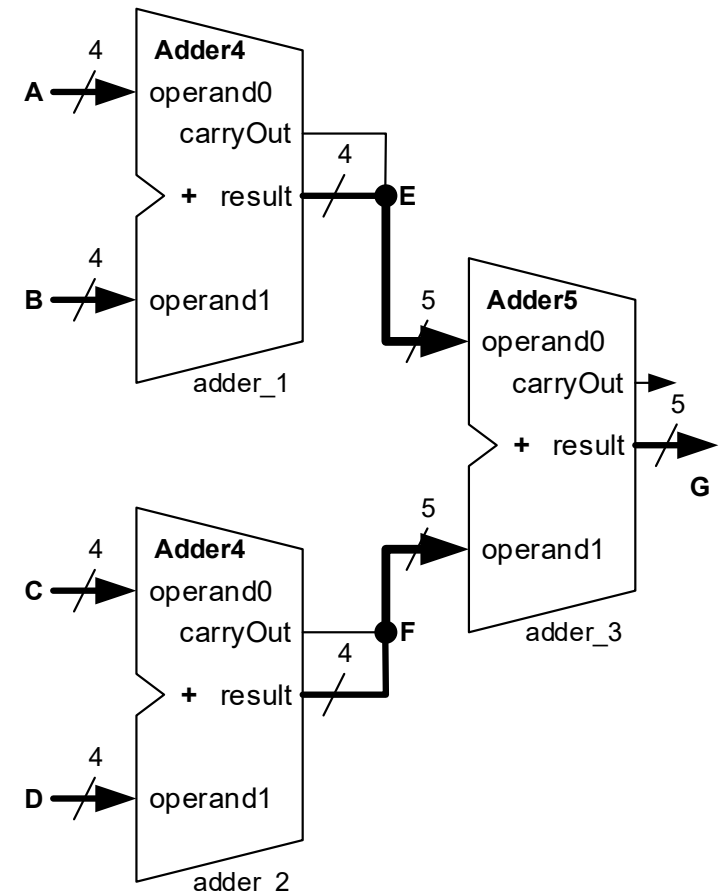 4
Adder4
A
operand0
carryOut
4
+ result
E
4
B
operand1
adder_1
5
Adder5
operand0
carryOut
5
+ result
G
5
operand1
adder_3
4
Adder4
C
operand0
carryOut
F
4
+ result
4
D
operand1
adder_2